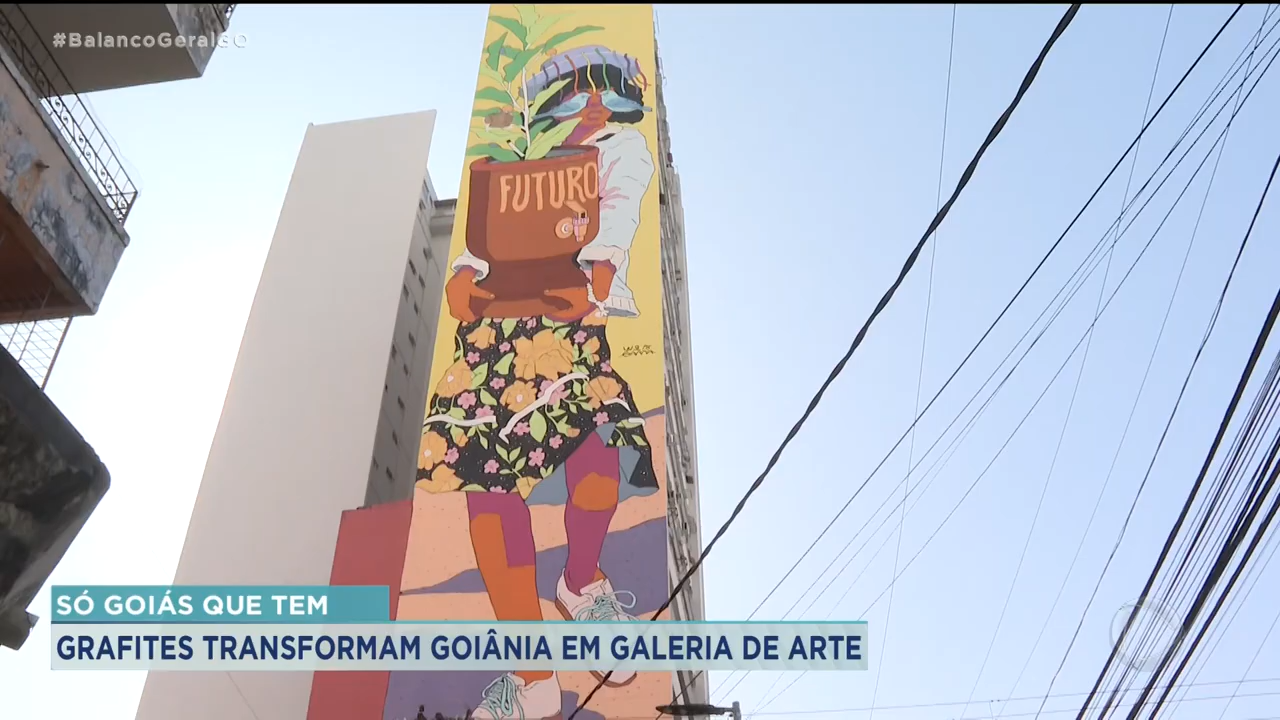 #BalancoGeralGO
FUTURO
SÓ GOIÁS QUE TEM
GRAFITES TRANSFORMAM GOIÂNIA EM GALERIA DE ARTE